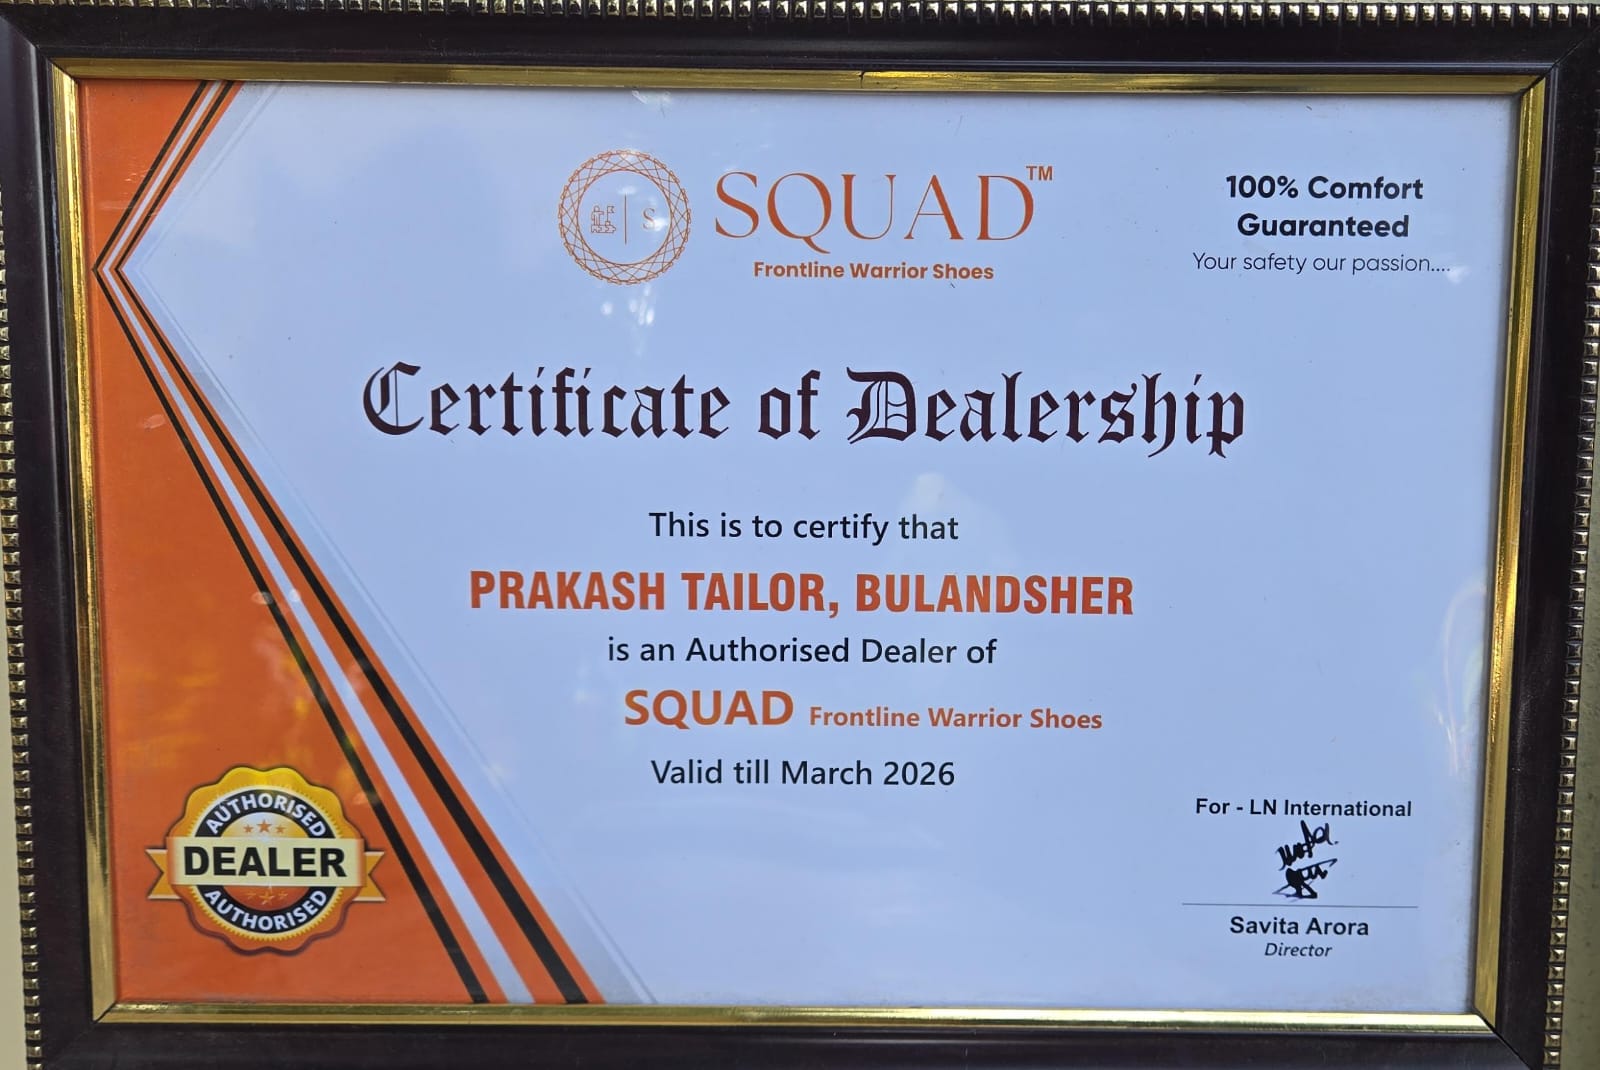 SQUAD™
Frontline Warrior Shoes
100% Comfort
Guaranteed
Your safety our passion....
Certificate of Dealership
This is to certify that
PRAKASH TAILOR, BULANDSHER
is an Authorised Dealer of
SQUAD Frontline Warrior Shoes
Valid till March 2026
AUTHORISED
DEALER
AUTHORISED
For - LN International
Savita Arora
Director